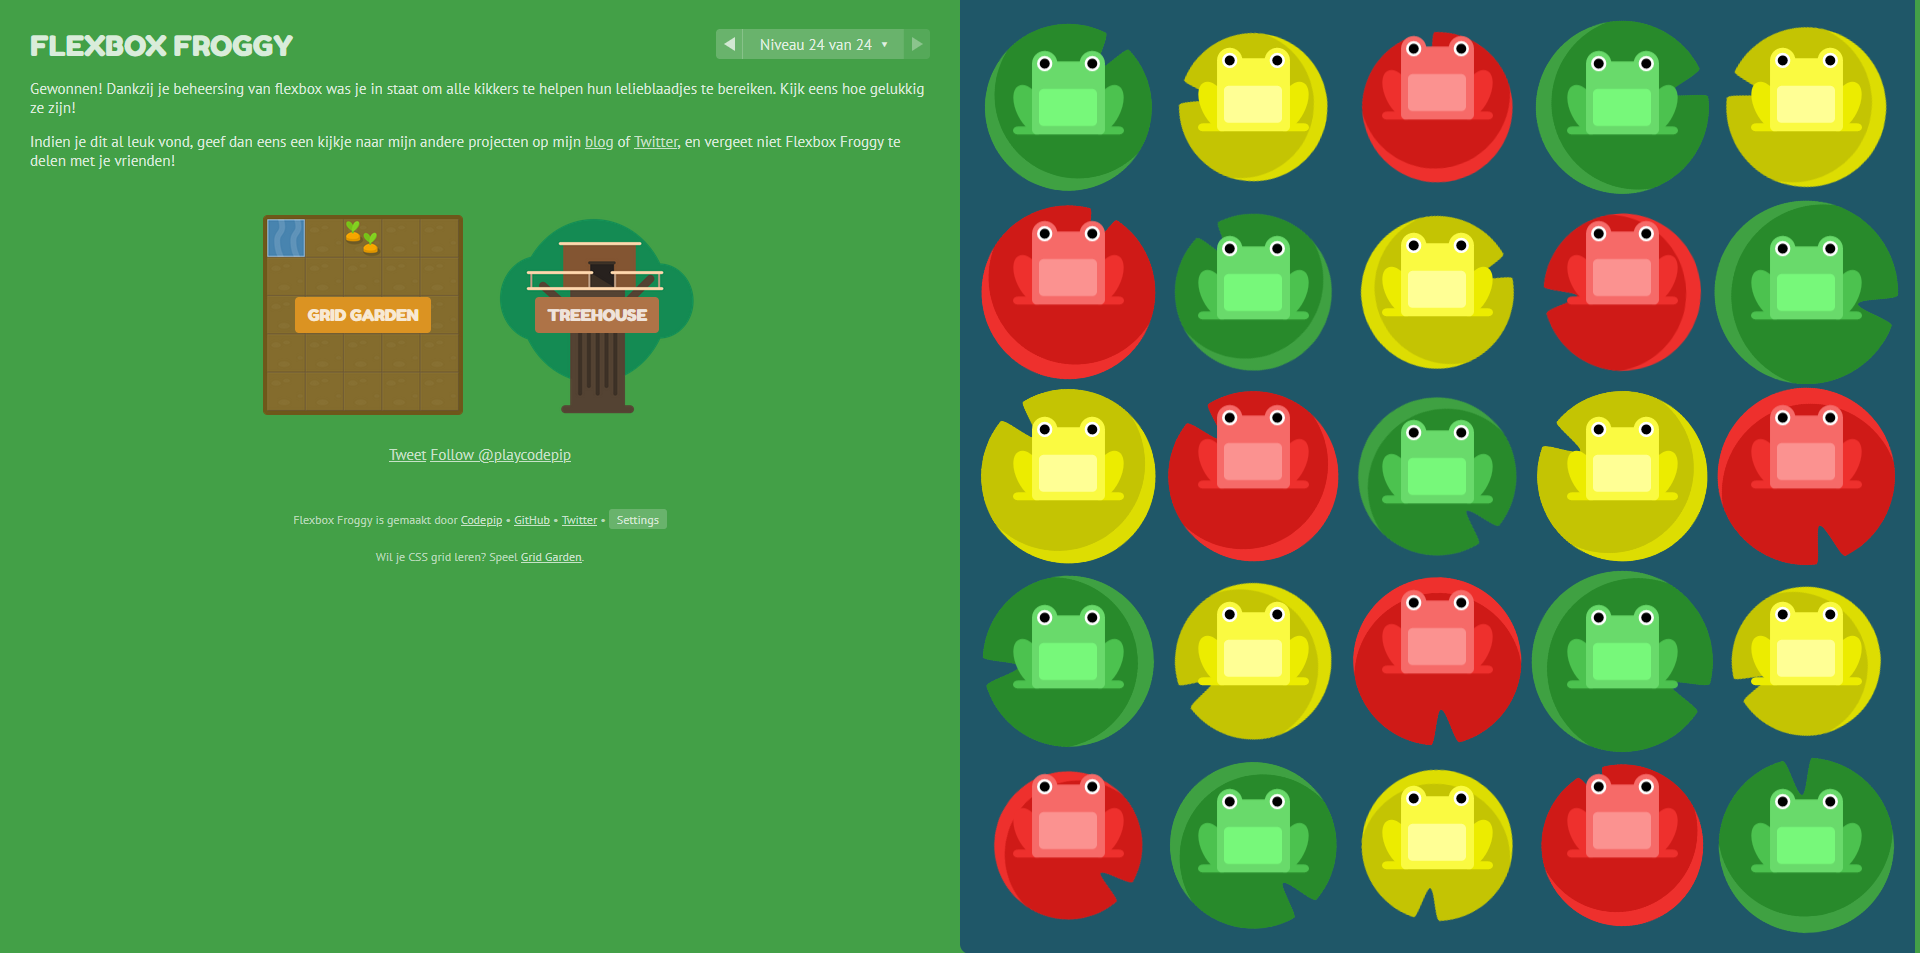 FLEXBOX FROGGY
Niveau 24 van 24 ▼
Gewonnen! Dankzij je beheersing van flexbox was je in staat om alle kikkers te helpen hun lelieblaadjes te bereiken. Kijk eens hoe gelukkig
ze zijn!
Indien je dit al leuk vond, geef dan eens een kijkje naar mijn andere projecten op mijn blog of Twitter, en vergeet niet Flexbox Froggy te
delen met je vrienden!
GRID GARDEN
TREEHOUSE
Tweet Follow @playcodepip
Flexbox Froggy is gemaakt door Codepip • GitHub • Twitter • Settings
Wil je CSS grid leren? Speel Grid Garden.